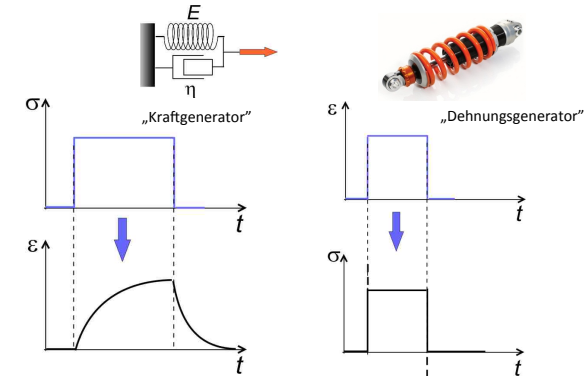 E
η
σ
„Kraftgenerator”
t
ε
t
ε
„Dehnungsgenerator”
t
σ
t